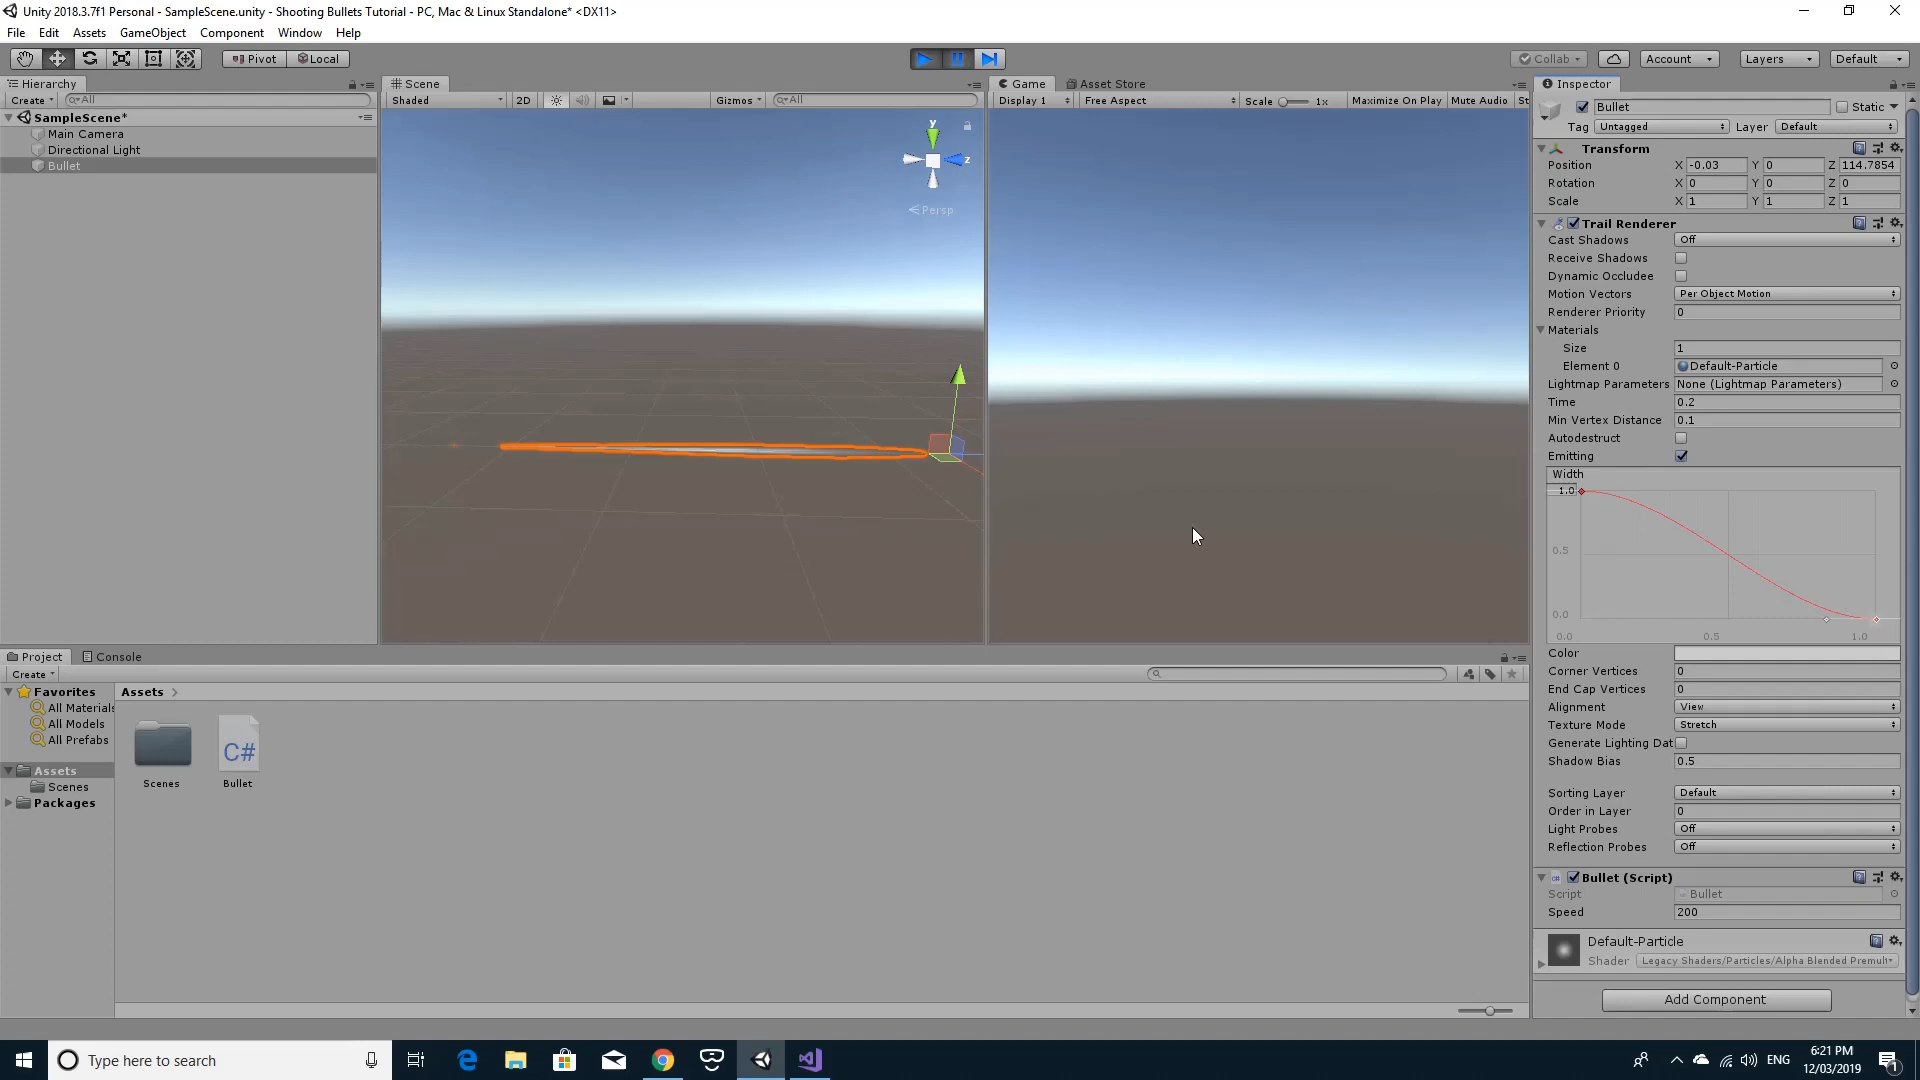 Unity 2018.3.7f1 Personal - SampleScene.unity - Shooting Bullets Tutorial - PC, Mac & Linux Standalone* <DX11>
File Edit Assets GameObject Component Window Help
Pivot Local Collab Account Layers Default
Hierarchy Scene Game Asset Store Inspector
Create All Shaded 2D Gizmos All Display 1 Free Aspect Scale 1x Maximize On Play Mute Audio St
SampleScene*
Main Camera
Directional Light
Bullet
y
z
Persp
Bullet Static
Tag Untagged Layer Default
Transform
Position X -0.03 Y 0 Z 114.7854
Rotation X 0 Y 0 Z 0
Scale X 1 Y 1 Z 1
Trail Renderer
Cast Shadows Off
Receive Shadows
Dynamic Occludee
Motion Vectors Per Object Motion
Renderer Priority 0
Materials
Size 1
Element 0 Default-Particle
Lightmap Parameters None (Lightmap Parameters)
Time 0.2
Min Vertex Distance 0.1
Autodestruct
Emitting
Width
1.0
0.5
0.0
0.0 0.5 1.0
Color
Corner Vertices 0
End Cap Vertices 0
Alignment View
Texture Mode Stretch
Generate Lighting Dat
Shadow Bias 0.5
Sorting Layer Default
Order in Layer 0
Light Probes Off
Reflection Probes Off
Bullet (Script)
Script Bullet
Speed 200
Default-Particle
Shader Legacy Shaders/Particles/Alpha Blended Premult
Add Component
Project Console
Create
Favorites
All Materials
All Models
All Prefabs
Assets
Scenes
Packages
Assets
C#
Scenes Bullet
Type here to search
ENG
6:21 PM
12/03/2019
1